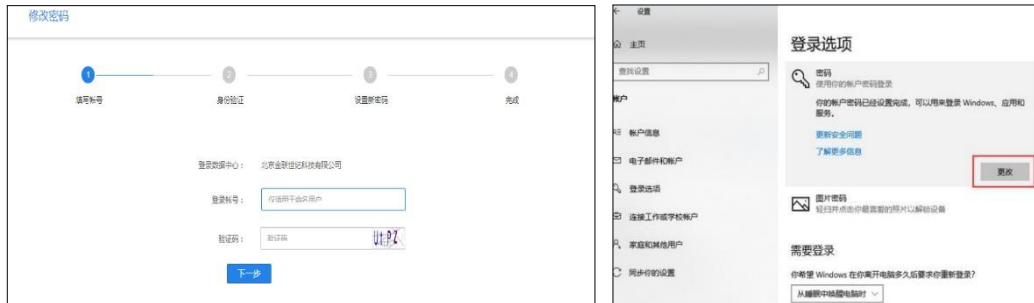 修改密码
1
2
3
4
填写帐号
身份验证
设置新密码
完成
登录数据中心：
北京金联世纪科技有限公司
登录帐号：
仅适用于命名用户
验证码：
验证码
UtPZ
下一步
设置
主页
查找设置
帐户
帐户信息
电子邮件和帐户
登录选项
连接工作或学校帐户
家庭和其他用户
同步你的设置
登录选项
密码
使用你的帐户密码登录
你的帐户密码已经设置完成，可以用来登录 Windows、应用和
服务。
更新安全问题
了解更多信息
更改
图片密码
轻扫并点击你最喜爱的照片以解锁设备
需要登录
你希望 Windows 在你离开电脑多久后要求你重新登录?
从睡眠中唤醒电脑时